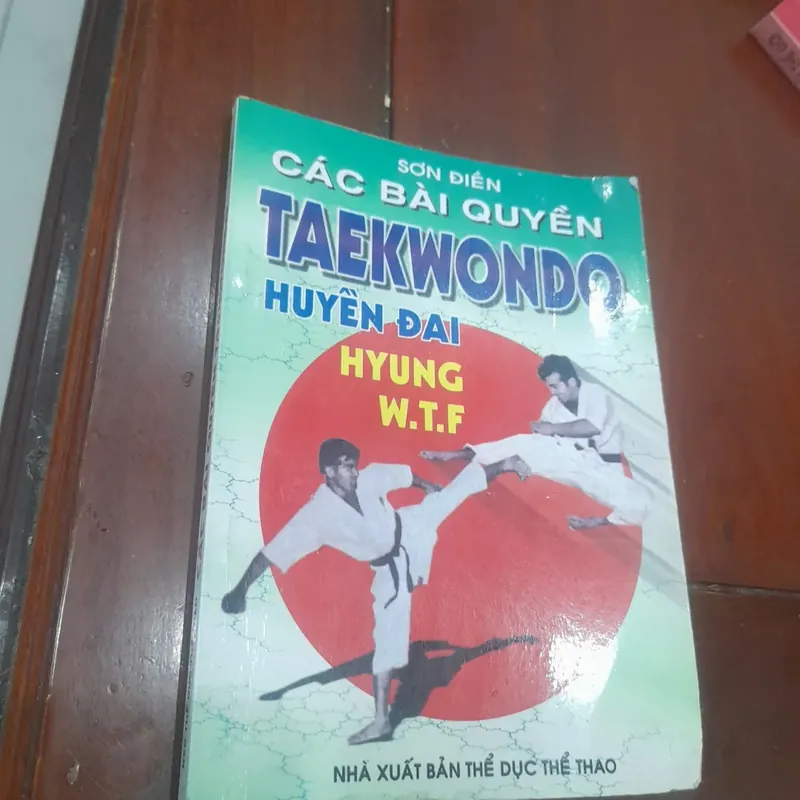 SƠN ĐIỀN
CÁC BÀI QUYỀN
TAEKWONDO
HUYỀN ĐAI
HYUNG
W.T.F
NHÀ XUẤT BẢN THỂ DỤC THỂ THAO